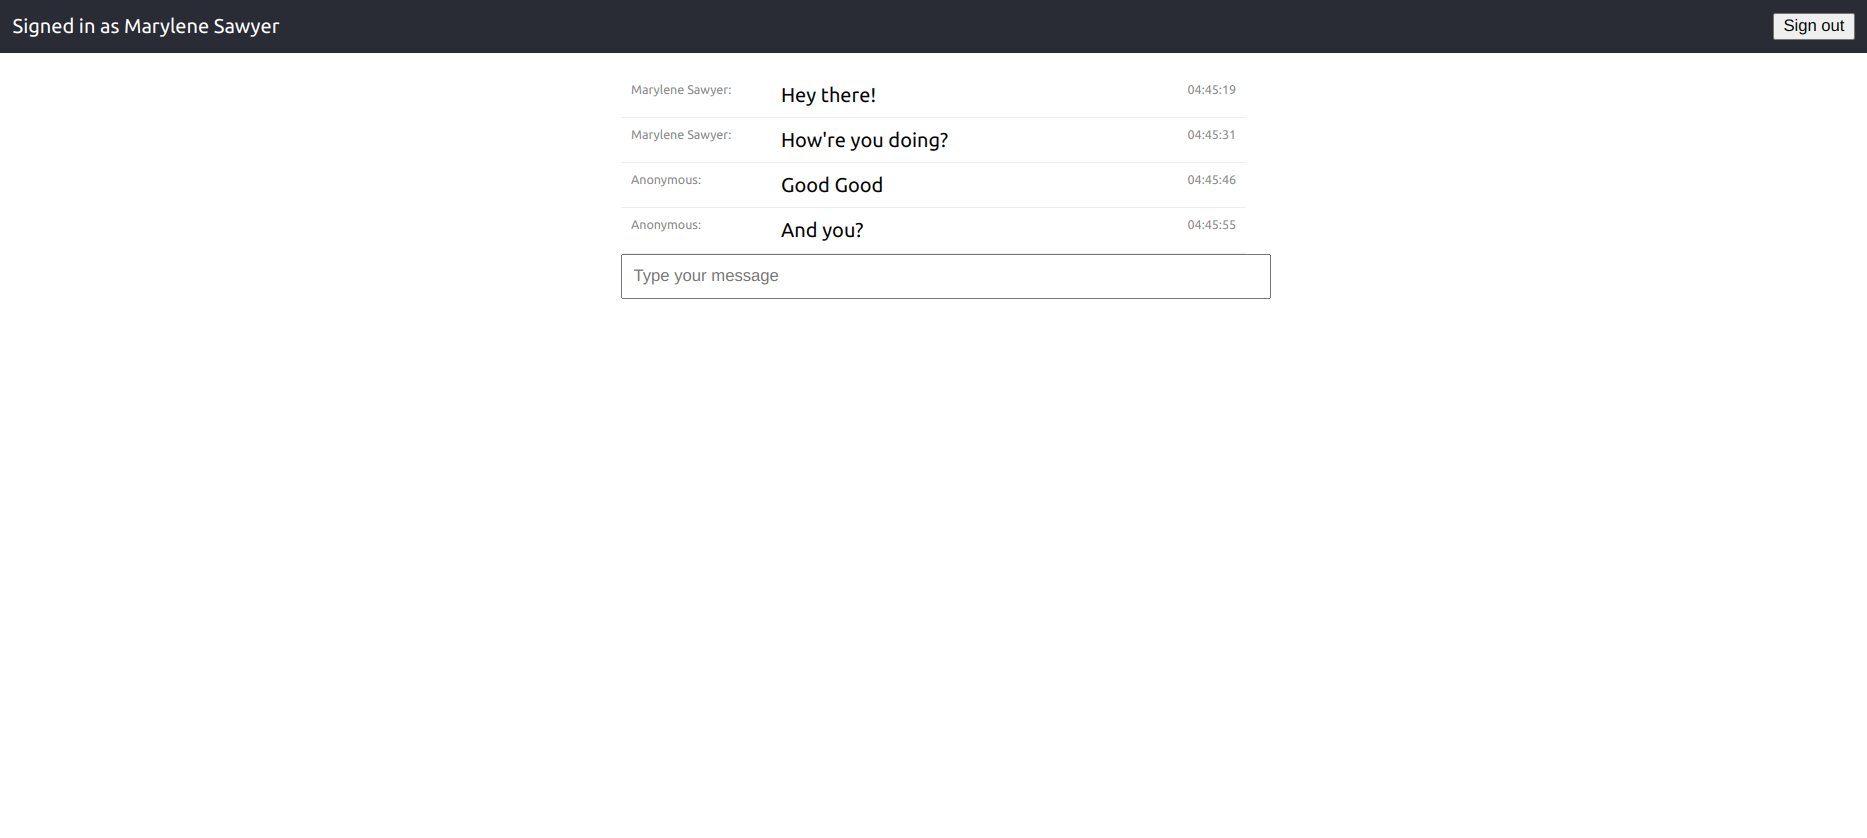 Signed in as Marylene Sawyer
Sign out
Marylene Sawyer: Hey there! 04:45:19
Marylene Sawyer: How're you doing? 04:45:31
Anonymous: Good Good 04:45:46
Anonymous: And you? 04:45:55
Type your message